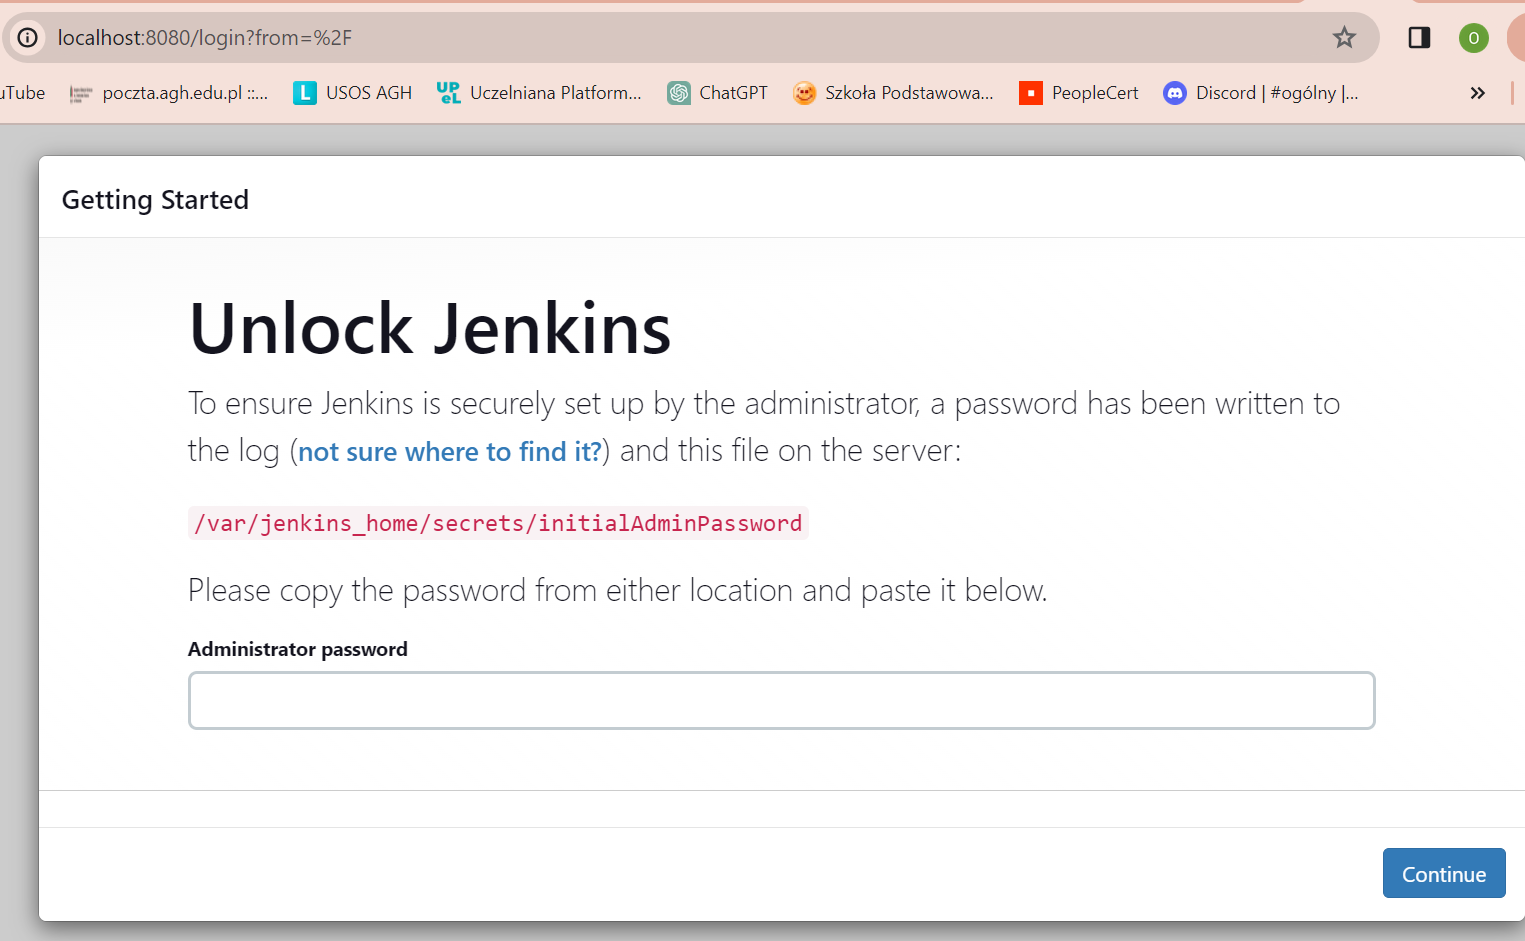 localhost:8080/login?from=%2F
O
uTube poczta.agh.edu.pl ::... L USOS AGH UPeL Uczelniana Platform... ChatGPT Szkoła Podstawowa... PeopleCert Discord | #ogólny |... »
Getting Started
Unlock Jenkins
To ensure Jenkins is securely set up by the administrator, a password has been written to
the log (not sure where to find it?) and this file on the server:
/var/jenkins_home/secrets/initialAdminPassword
Please copy the password from either location and paste it below.
Administrator password
Continue